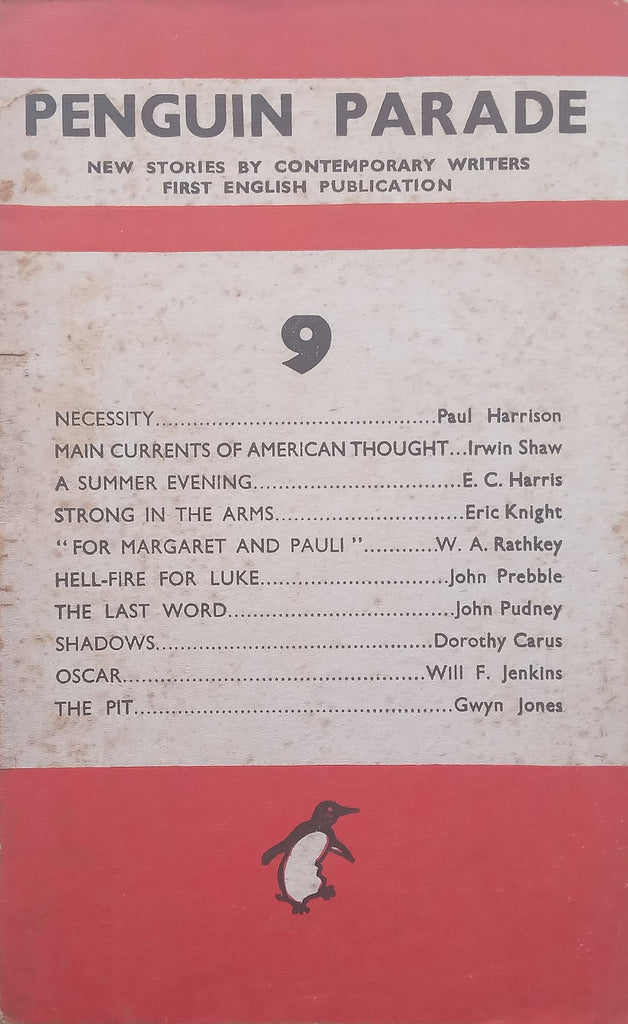 PENGUIN PARADE
NEW STORIES BY CONTEMPORARY WRITERS
FIRST ENGLISH PUBLICATION
9
NECESSITY..............................................Paul Harrison
MAIN CURRENTS OF AMERICAN THOUGHT...Irwin Shaw
A SUMMER EVENING..................................E. C. Harris
STRONG IN THE ARMS...............................Eric Knight
“FOR MARGARET AND PAULI”............W. A. Rathkey
HELL-FIRE FOR LUKE...............................John Prebble
THE LAST WORD.....................................John Pudney
SHADOWS.............................................Dorothy Carus
OSCAR.................................................Will F. Jenkins
THE PIT....................................................Gwyn Jones